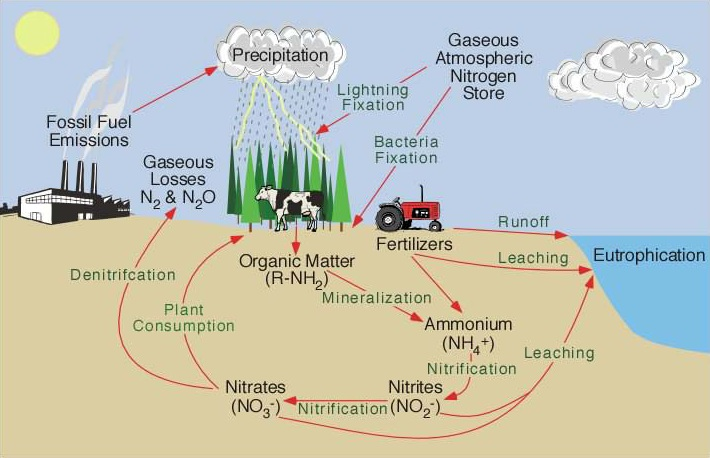 Precipitation
Gaseous
Atmospheric
Nitrogen
Store
Lightning
Fixation
Fossil Fuel
Emissions
Bacteria
Fixation
Gaseous
Losses
N₂ & N₂O
Runoff
Fertilizers
Leaching
Eutrophication
Organic Matter
(R-NH₂)
Denitrifcation
Mineralization
Plant
Consumption
Ammonium
(NH₄⁺)
Leaching
Nitrification
Nitrates
(NO₃⁻)
Nitrification
Nitrites
(NO₂⁻)